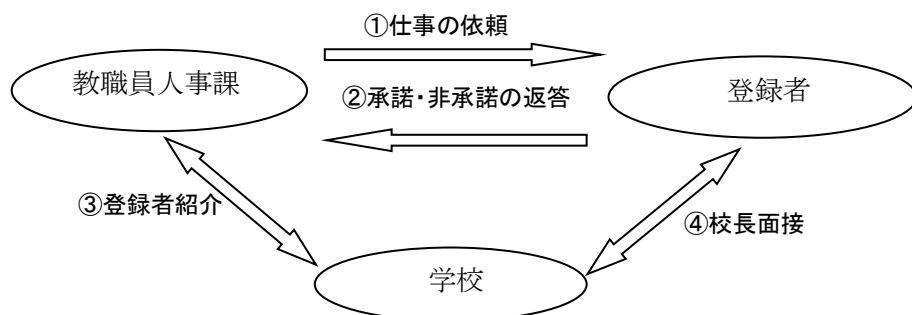 ①仕事の依頼
教職員人事課
登録者
②承諾・非承諾の返答
③登録者紹介
④校長面接
学校